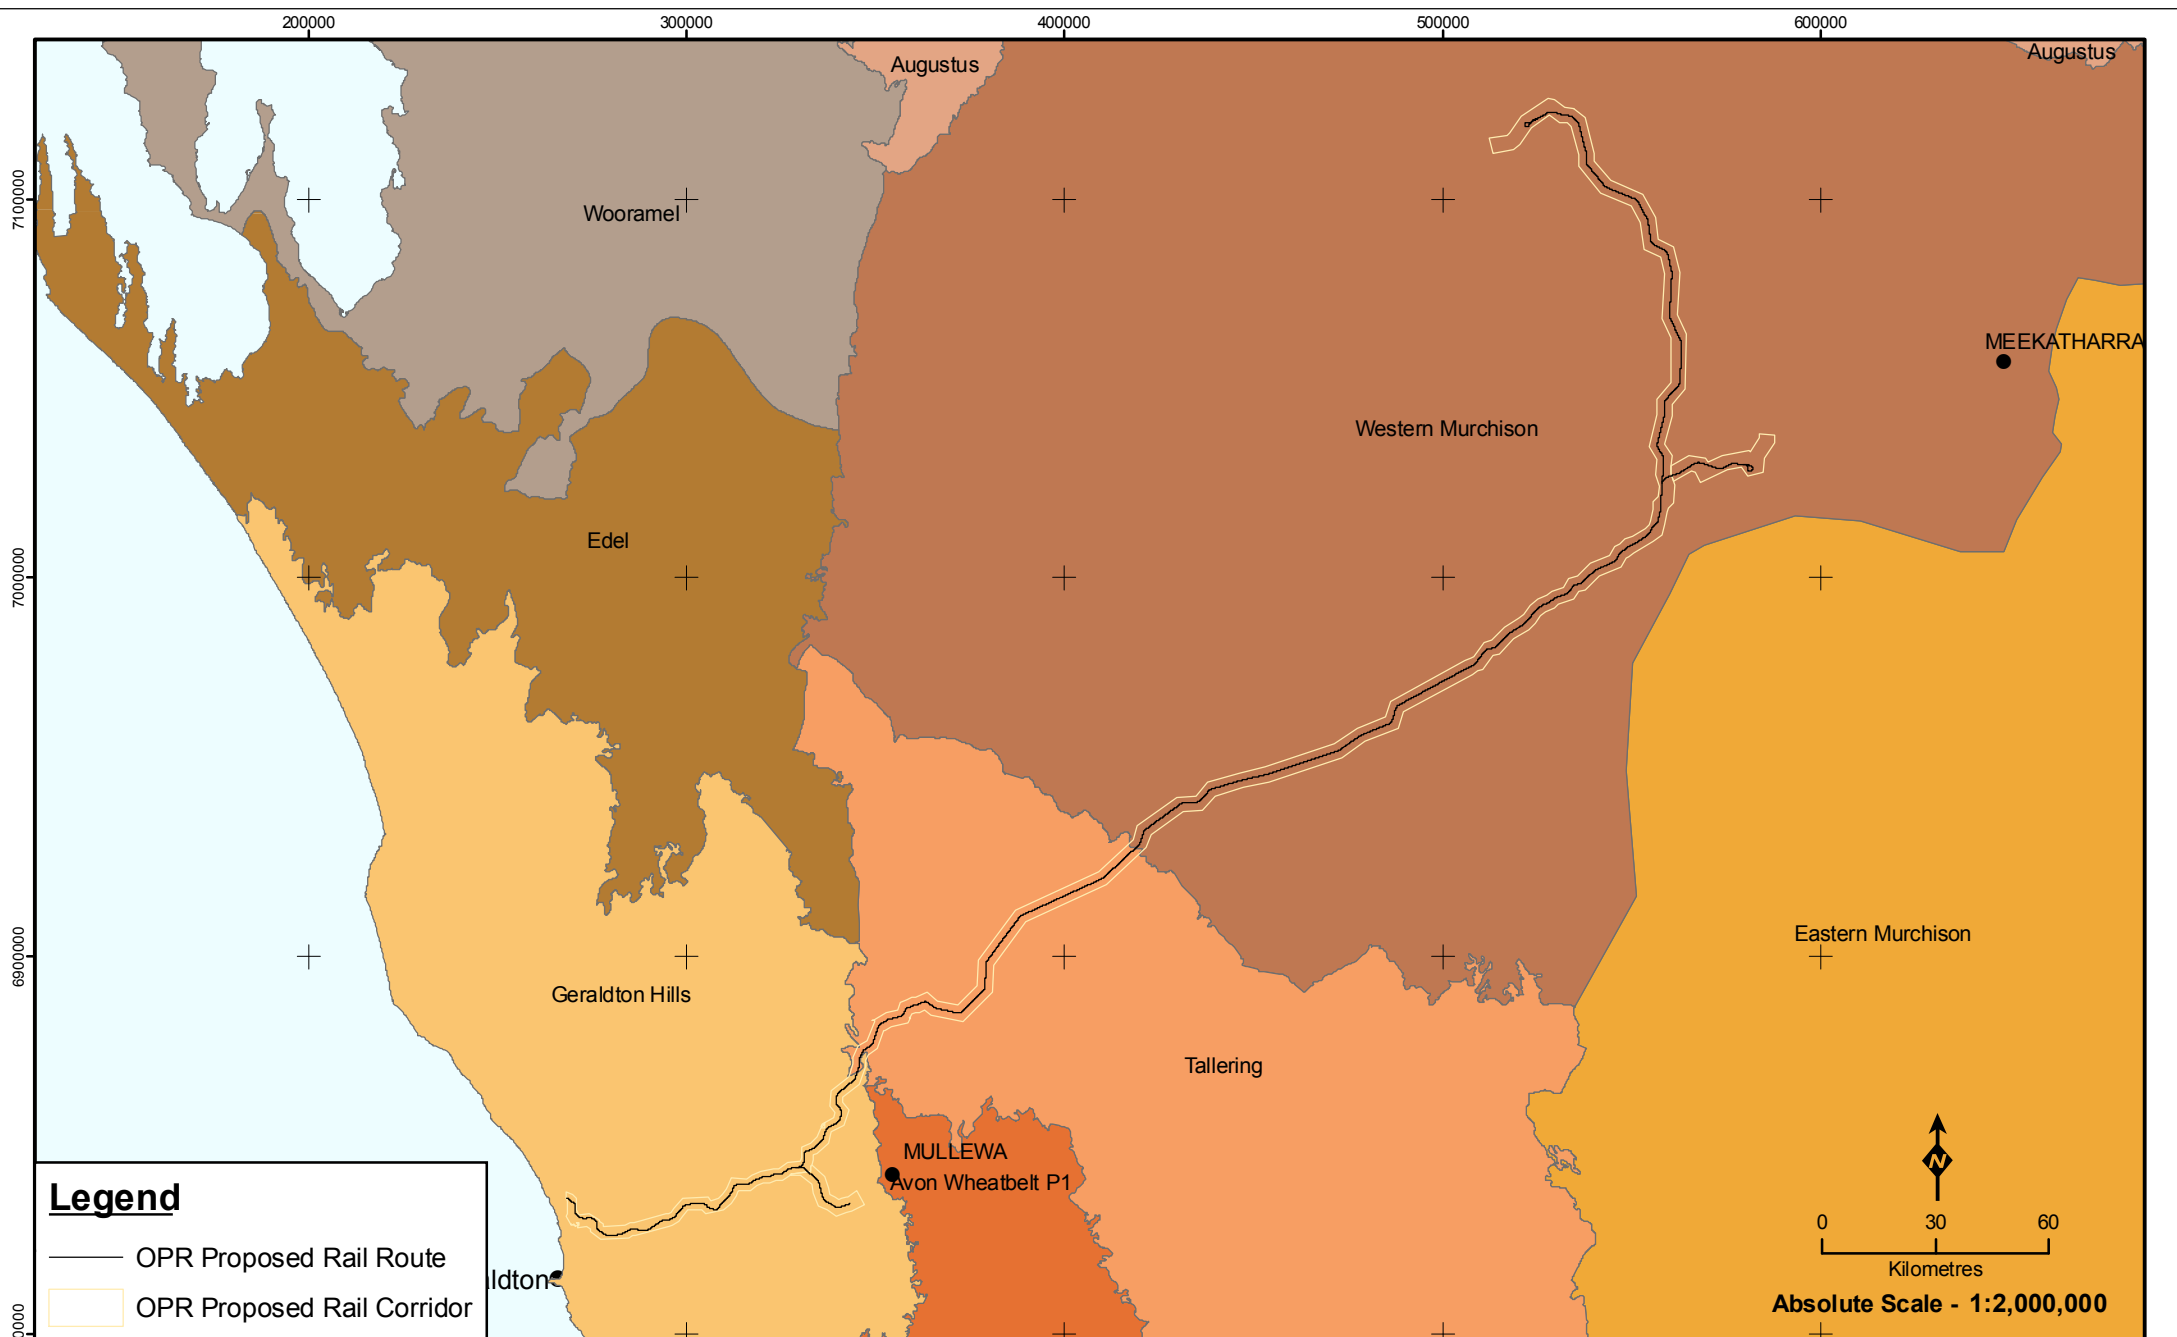 200000 300000 400000 500000 600000
Augustus
Augustus
7100000
Wooramel
MEEKATHARRA
Western Murchison
Edel
7000000
Eastern Murchison
6900000
Geraldton Hills
Tallering
MULLEWA
Avon Wheatbelt P1
N
Legend
OPR Proposed Rail Route
OPR Proposed Rail Corridor
0 30 60
Kilometres
Absolute Scale - 1:2,000,000